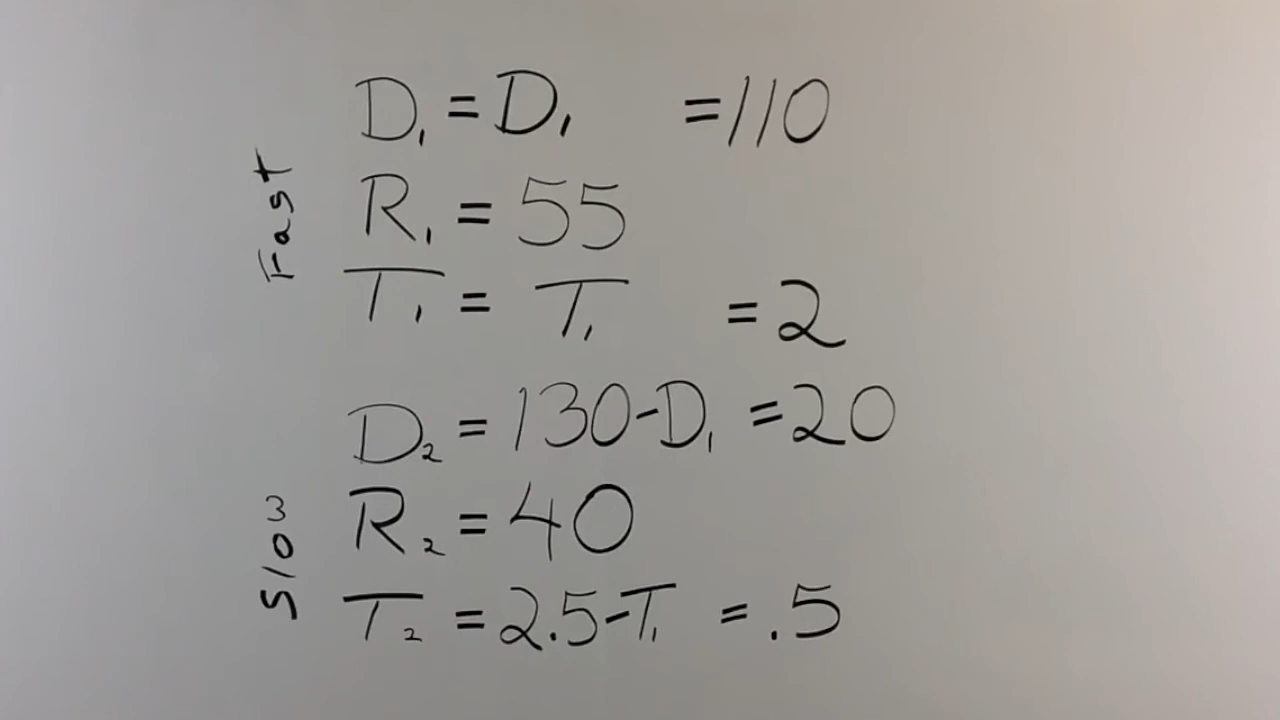 Fast
D₁ = D₁ = 110
R₁ = 55
T₁ = T₁ = 2
Slow
D₂ = 130 - D₁ = 20
R₂ = 40
T₂ = 2.5 - T₁ = .5